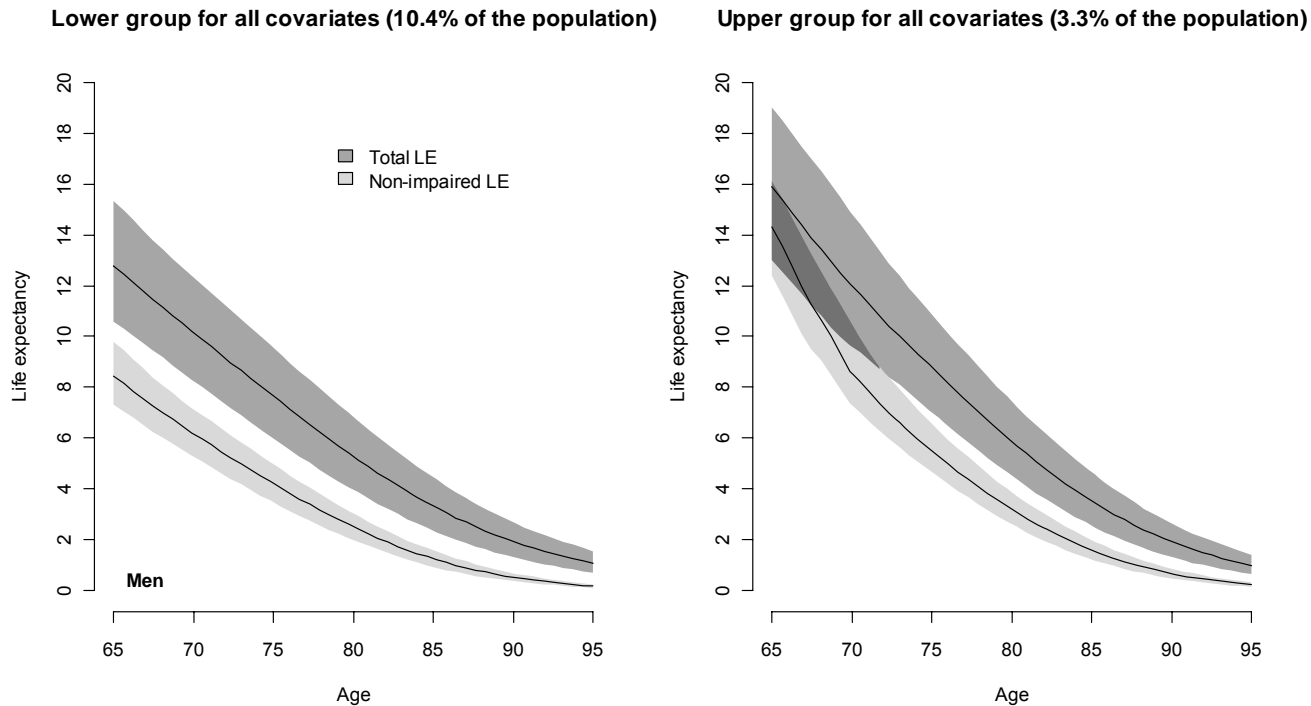 Lower group for all covariates (10.4% of the population)
Life expectancy
20
18
16
14
12
10
8
6
4
2
0
Total LE
Non-impaired LE
Men
65 70 75 80 85 90 95
Age
Upper group for all covariates (3.3% of the population)
Life expectancy
20
18
16
14
12
10
8
6
4
2
0
65 70 75 80 85 90 95
Age